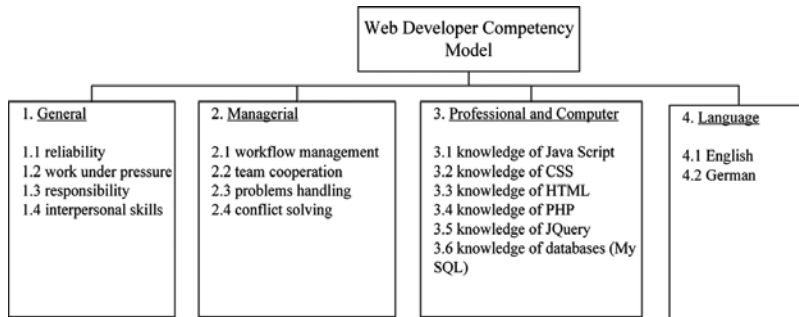 Web Developer Competency
Model
1. General
1.1 reliability
1.2 work under pressure
1.3 responsibility
1.4 interpersonal skills
2. Managerial
2.1 workflow management
2.2 team cooperation
2.3 problems handling
2.4 conflict solving
3. Professional and Computer
3.1 knowledge of Java Script
3.2 knowledge of CSS
3.3 knowledge of HTML
3.4 knowledge of PHP
3.5 knowledge of JQuery
3.6 knowledge of databases (My
SQL)
4. Language
4.1 English
4.2 German